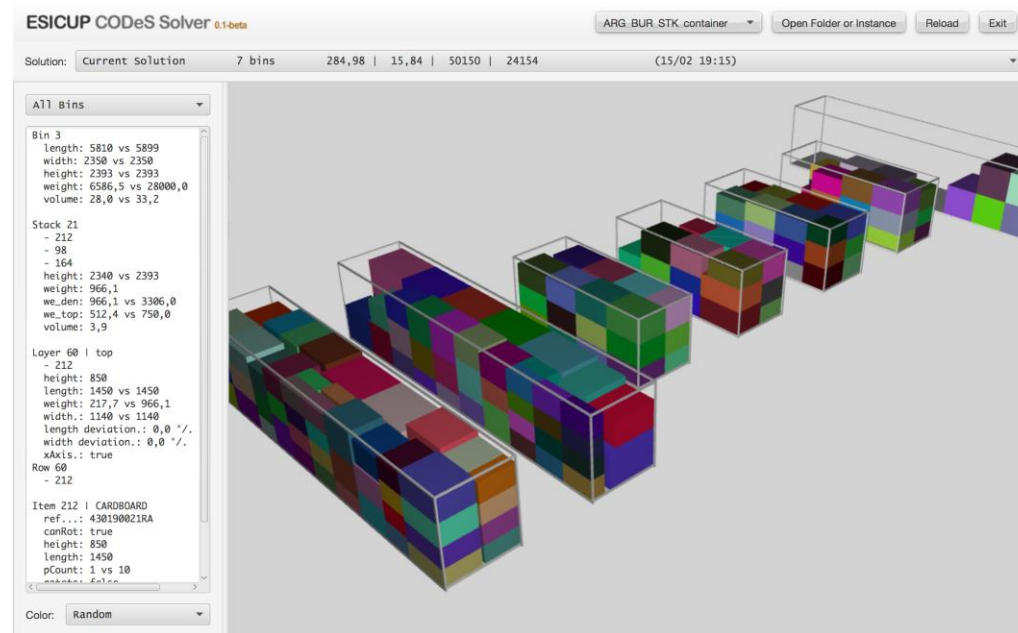 ESICUP CODeS Solver 0.1-beta
ARG_BUR_STK_container
Open Folder or Instance
Reload
Exit
Solution: Current Solution 7 bins 284,98 | 15,84 | 50150 | 24154 (15/02 19:15)
All Bins
Bin 3
length: 5810 vs 5899
width: 2350 vs 2350
height: 2393 vs 2393
weight: 6586,5 vs 28000,0
volume: 28,0 vs 33,2
Stack 21
- 212
- 98
- 164
height: 2340 vs 2393
weight: 966,1
we_den: 966,1 vs 3306,0
we_top: 512,4 vs 750,0
volume: 3,9
Layer 60 | top
- 212
height: 850
length: 1450 vs 1450
weight: 217,7 vs 966,1
width.: 1140 vs 1140
length deviation.: 0,0 °/.
width deviation.: 0,0 °/.
xAxis.: true
Row 60
- 212
Item 212 | CARDBOARD
ref...: 430190021RA
canRot: true
height: 850
length: 1450
pCount: 1 vs 10
Color: Random